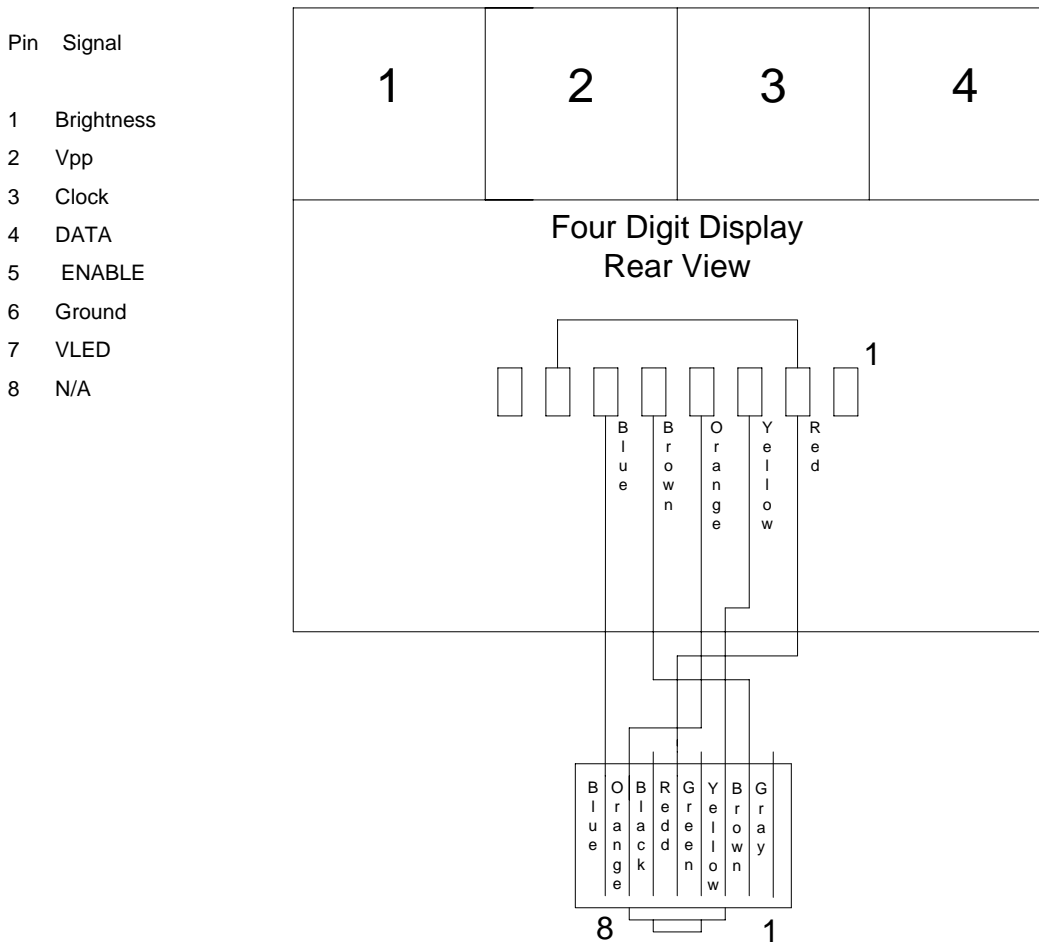 Pin Signal
1 Brightness
2 Vpp
3 Clock
4 DATA
5 ENABLE
6 Ground
7 VLED
8 N/A
1 2 3 4
Four Digit Display
Rear View
1
Blue
Brown
Orange
Yellow
Red
Blue
Orange
Black
Redd
Green
Yellow
Brown
Gray
8 1